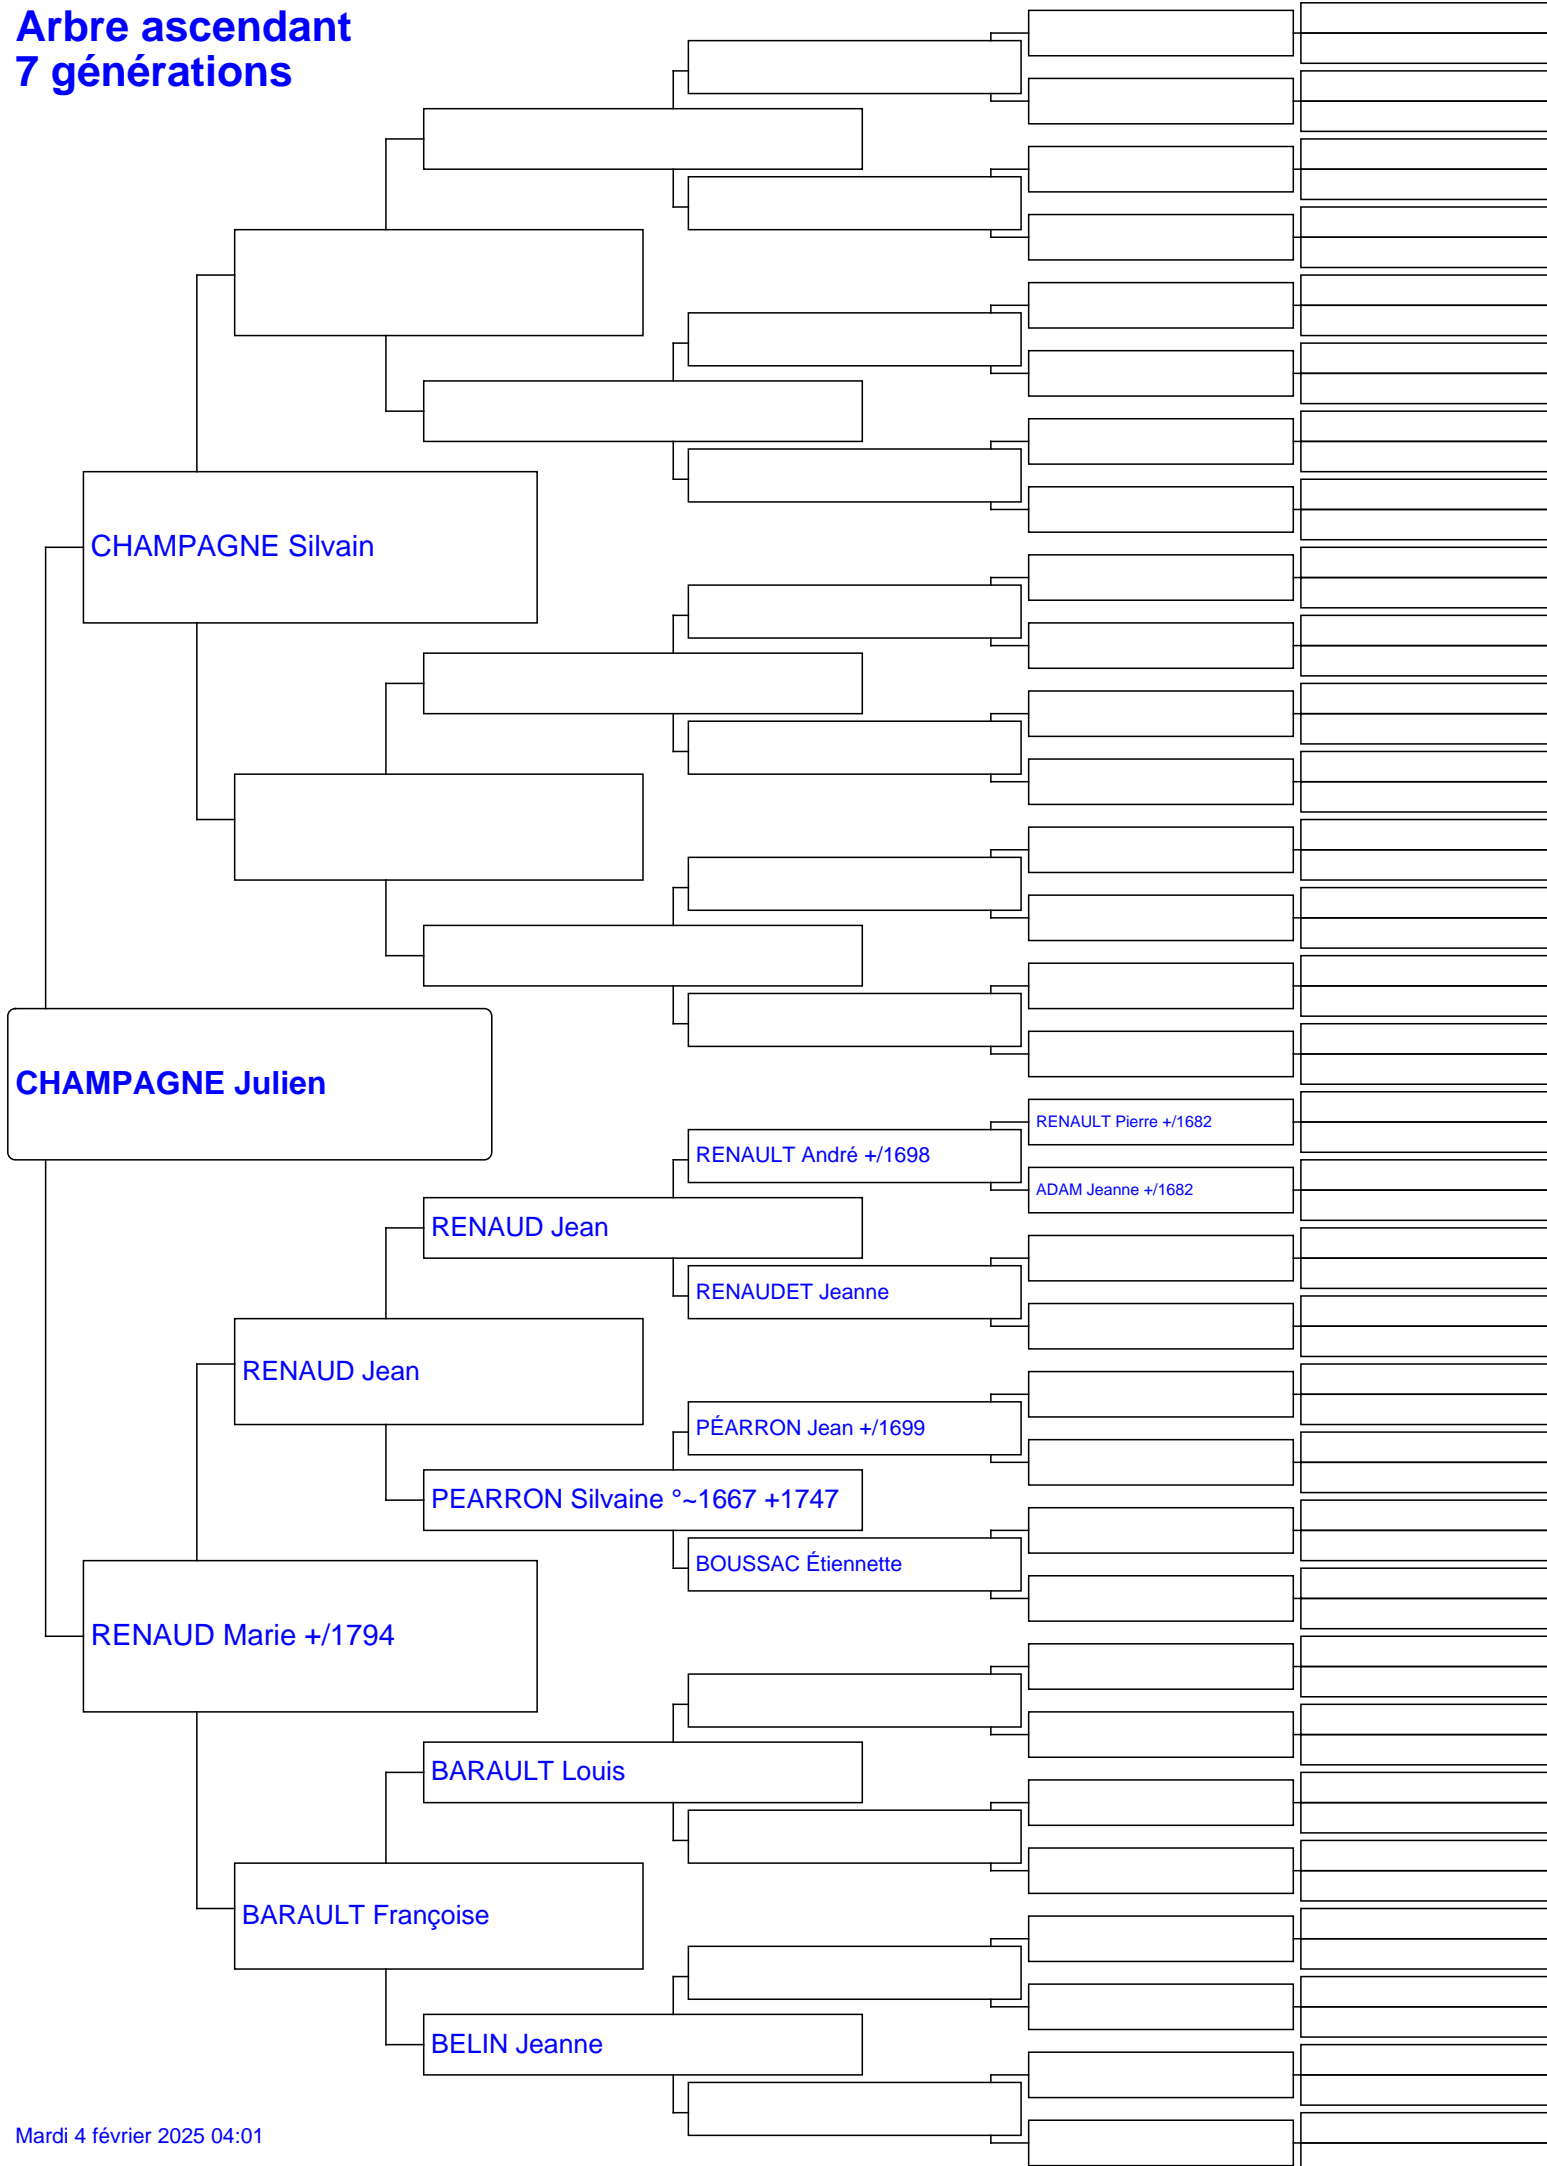 Arbre ascendant
7 générations
CHAMPAGNE Silvain
CHAMPAGNE Julien
RENAULT Pierre +/1682
RENAULT André +/1698
ADAM Jeanne +/1682
RENAUD Jean
RENAUDET Jeanne
RENAUD Jean
PÉARRON Jean +/1699
PEARRON Silvaine °~1667 +1747
BOUSSAC Étiennette
RENAUD Marie +/1794
BARAULT Louis
BARAULT Françoise
BELIN Jeanne
Mardi 4 février 2025 04:01